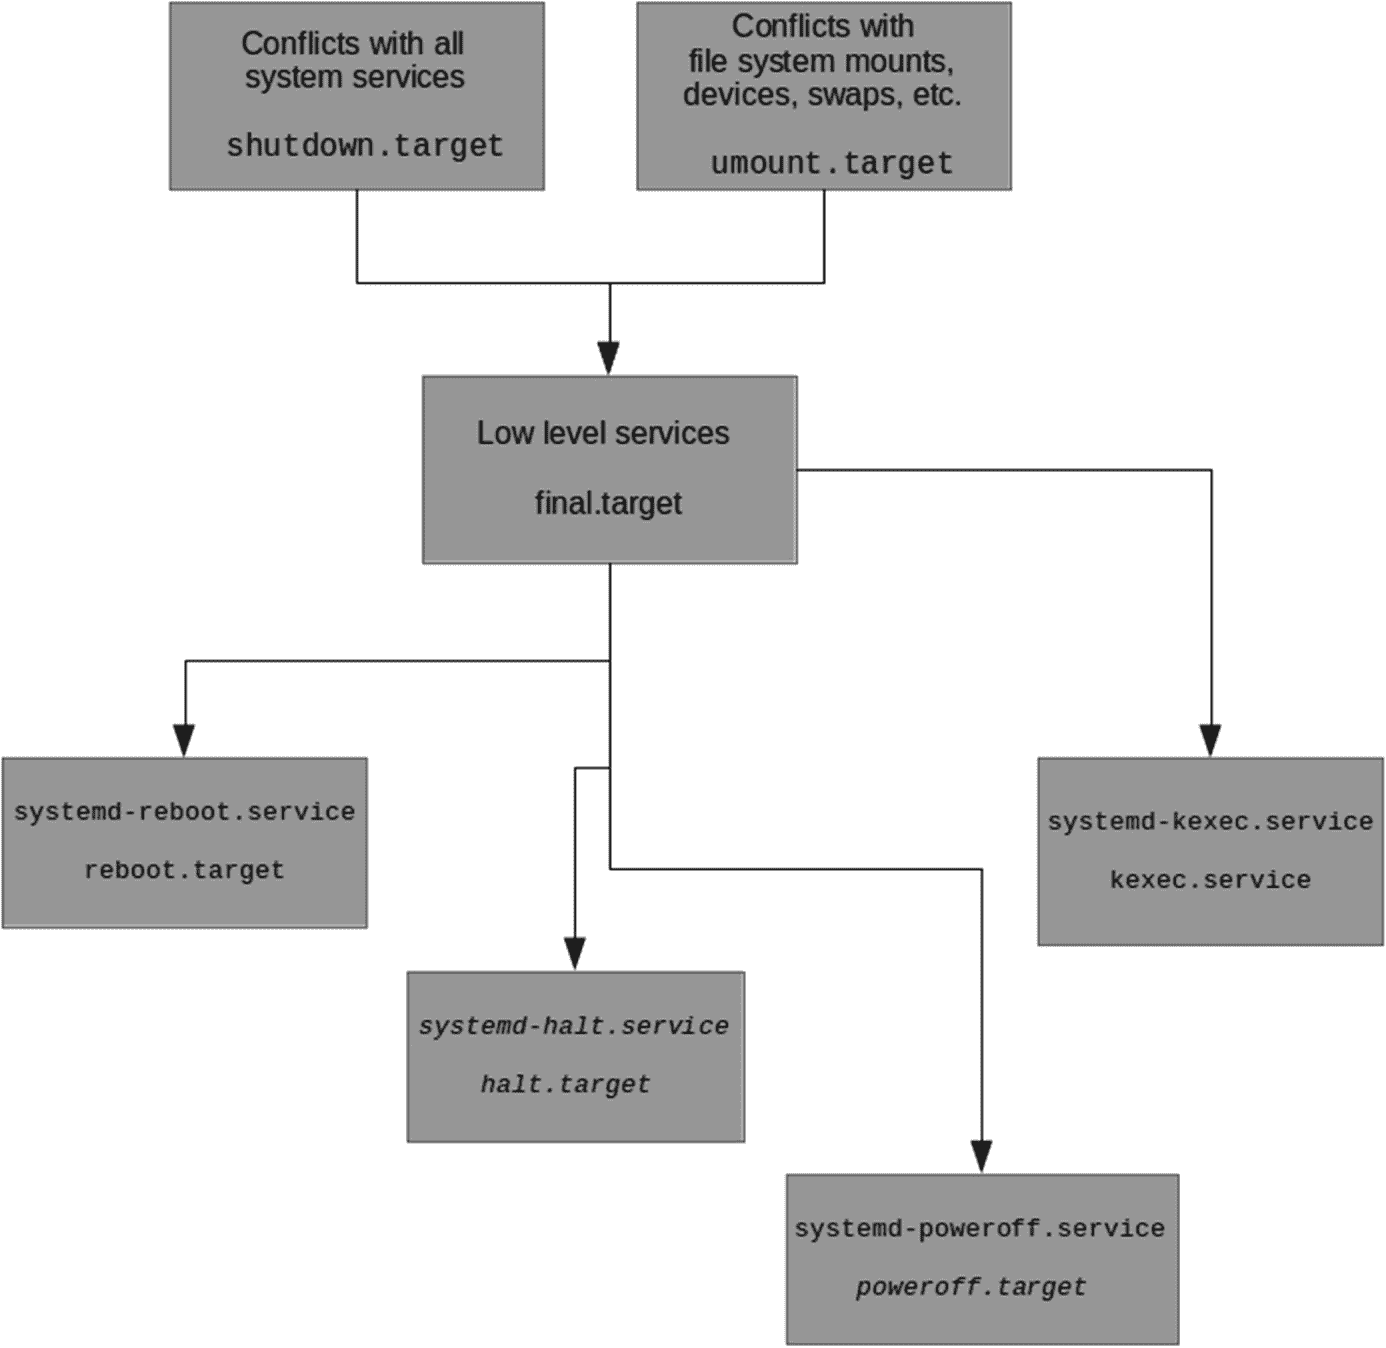 Conflicts with all
system services
shutdown.target
Conflicts with
file system mounts,
devices, swaps, etc.
umount.target
Low level services
final.target
systemd-reboot.service
reboot.target
systemd-kexec.service
kexec.service
systemd-halt.service
halt.target
systemd-poweroff.service
poweroff.target